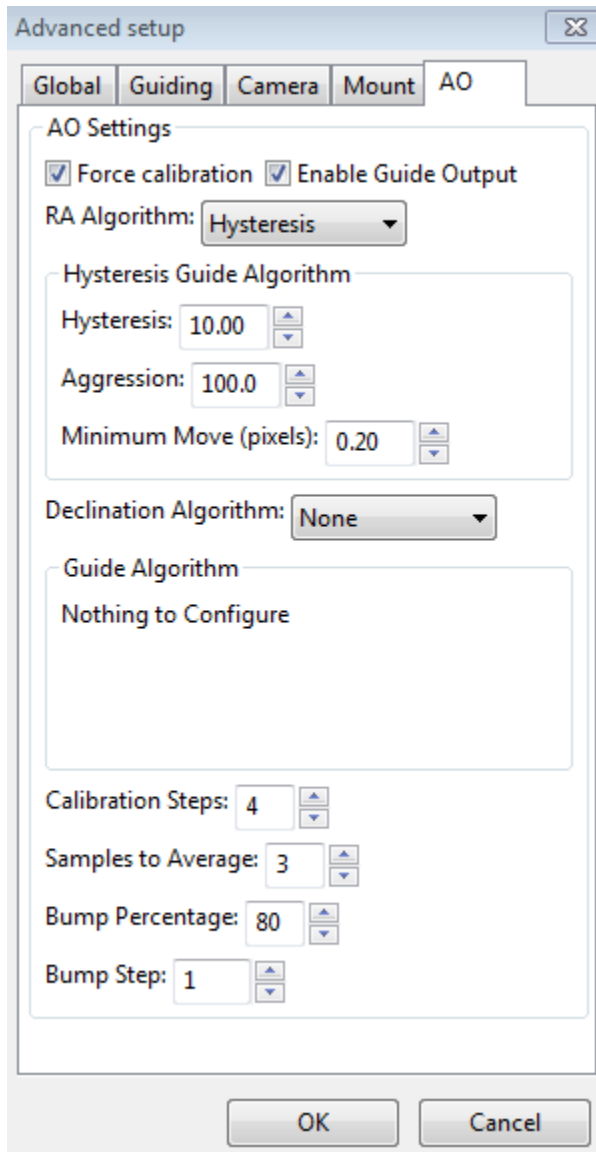 Advanced setup
Global Guiding Camera Mount AO
AO Settings
Force calibration Enable Guide Output
RA Algorithm: Hysteresis
Hysteresis Guide Algorithm
Hysteresis: 10.00
Aggression: 100.0
Minimum Move (pixels): 0.20
Declination Algorithm: None
Guide Algorithm
Nothing to Configure
Calibration Steps: 4
Samples to Average: 3
Bump Percentage: 80
Bump Step: 1
OK Cancel